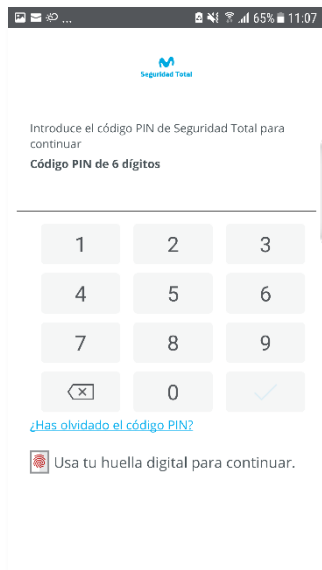 ... 65% 11:07
Seguridad Total
Introduce el código PIN de Seguridad Total para
continuar
Código PIN de 6 dígitos
1 2 3
4 5 6
7 8 9
0
¿Has olvidado el código PIN?
Usa tu huella digital para continuar.